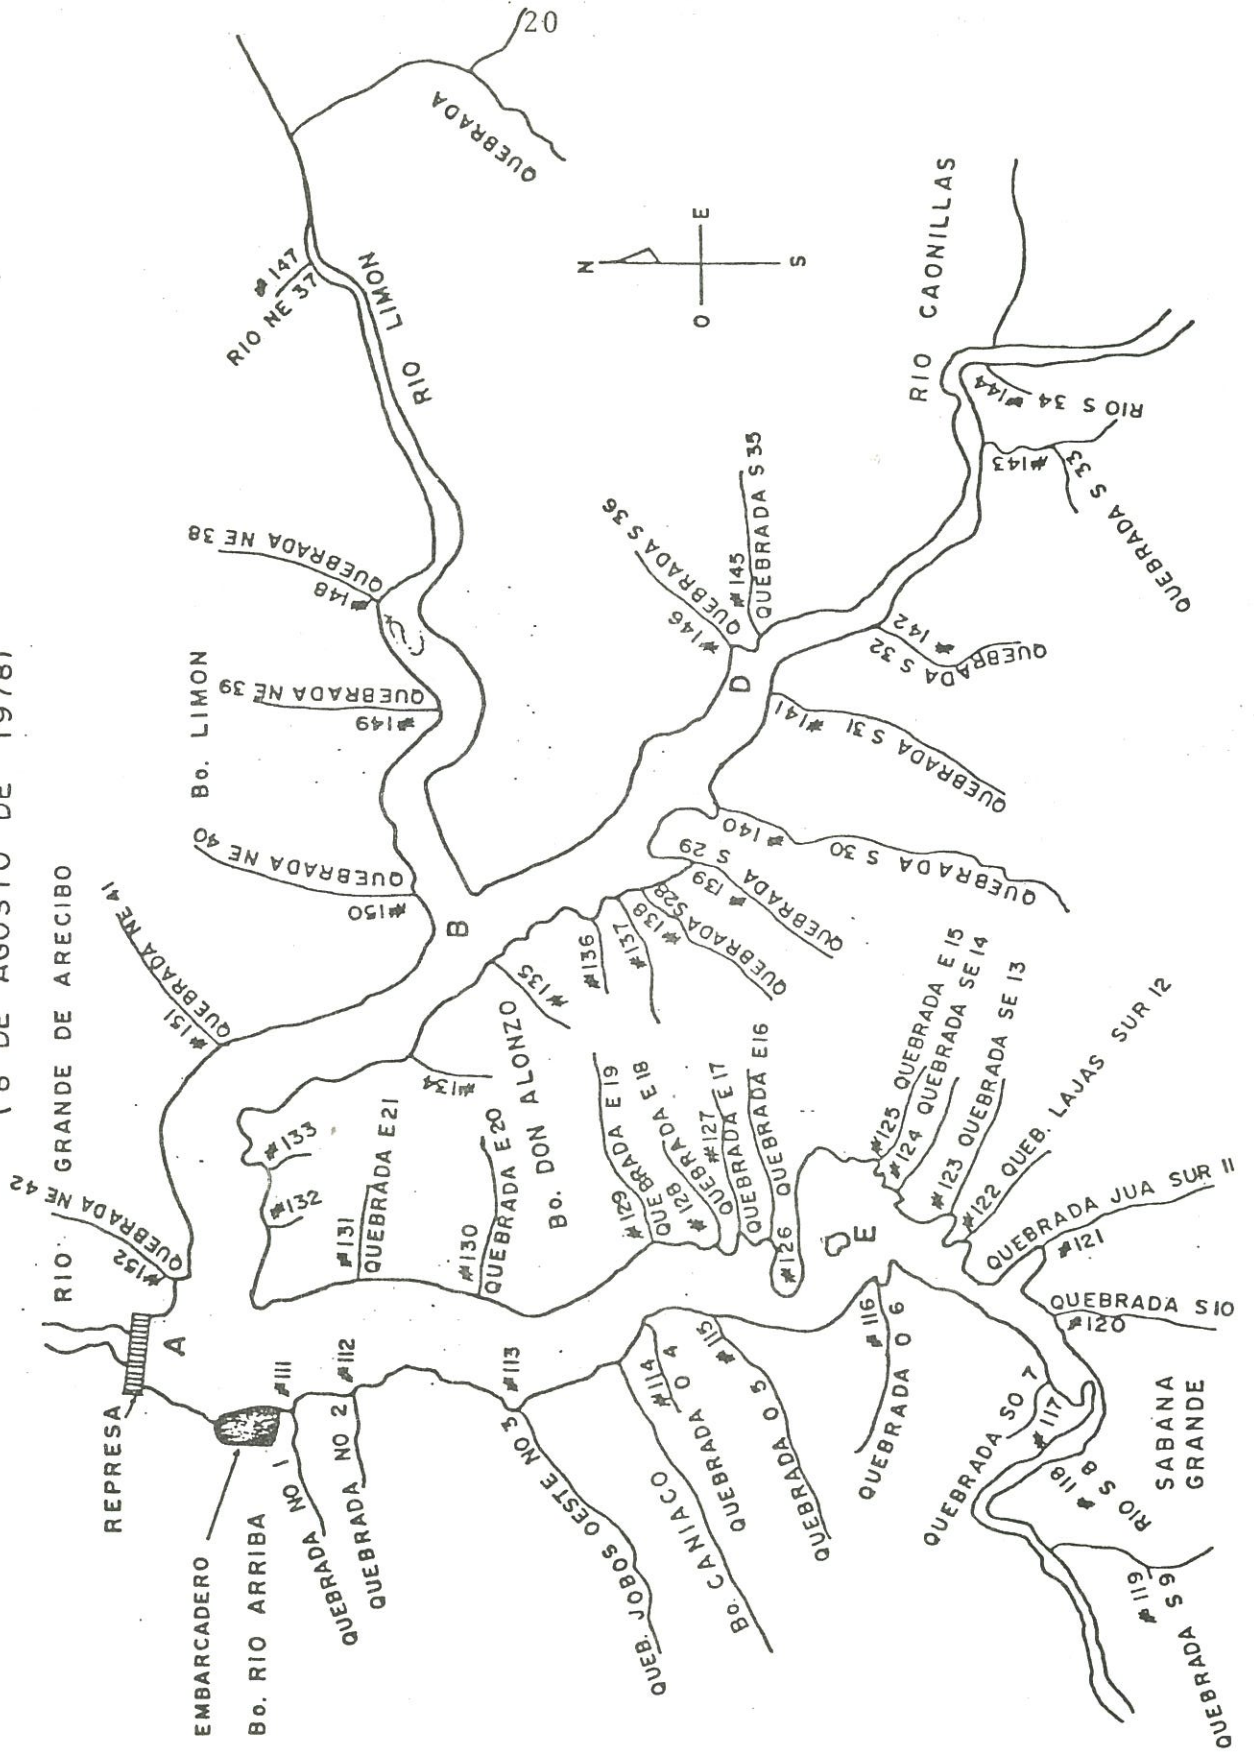 20
(8 DE AGOSTO DE 1978)
RIO GRANDE DE ARECIBO
REPRESA
EMBARCADERO
Bo. RIO ARRIBA
A
#111
QUEBRADA NO 1
#112
QUEBRADA NO 2
#113
QUEB. JOBOS OESTE NO 3
Bo. CANIACO
#114
QUEBRADA O 4
#115
QUEBRADA O 5
#116
QUEBRADA O 6
QUEBRADA SO 7
#117
#118
RIO S 8
#119
QUEBRADA S 9
SABANA
GRANDE
QUEBRADA S10
#120
QUEBRADA JUA SUR 11
#121
#122 QUEB. LAJAS SUR 12
#123 QUEBRADA SE 13
#124 QUEBRADA SE 14
#125 QUEBRADA E 15
E
#126
QUEBRADA E16
#127
QUEBRADA E 17
#128
QUEBRADA E18
#129
QUEBRADA E 19
Bo. DON ALONZO
#130
QUEBRADA E20
#131
QUEBRADA E21
#132
#133
#134
#135
#136
#137
#138
QUEBRADA S28
#139
QUEBRADA S 29
#140
QUEBRADA S 30
#141
QUEBRADA S 31
#142
QUEBRADA S 32
#143
QUEBRADA S 33
#144
RIO S 34
RIO CAONILLAS
#145
QUEBRADA S 35
#146
QUEBRADA S 36
D
N
O
E
S
#147
RIO NE 37
RIO LIMON
QUEBRADA
#148
QUEBRADA NE 38
Bo. LIMON
#149
QUEBRADA NE 39
#150
QUEBRADA NE 40
B
#151
QUEBRADA NE 41
#152
QUEBRADA NE 42